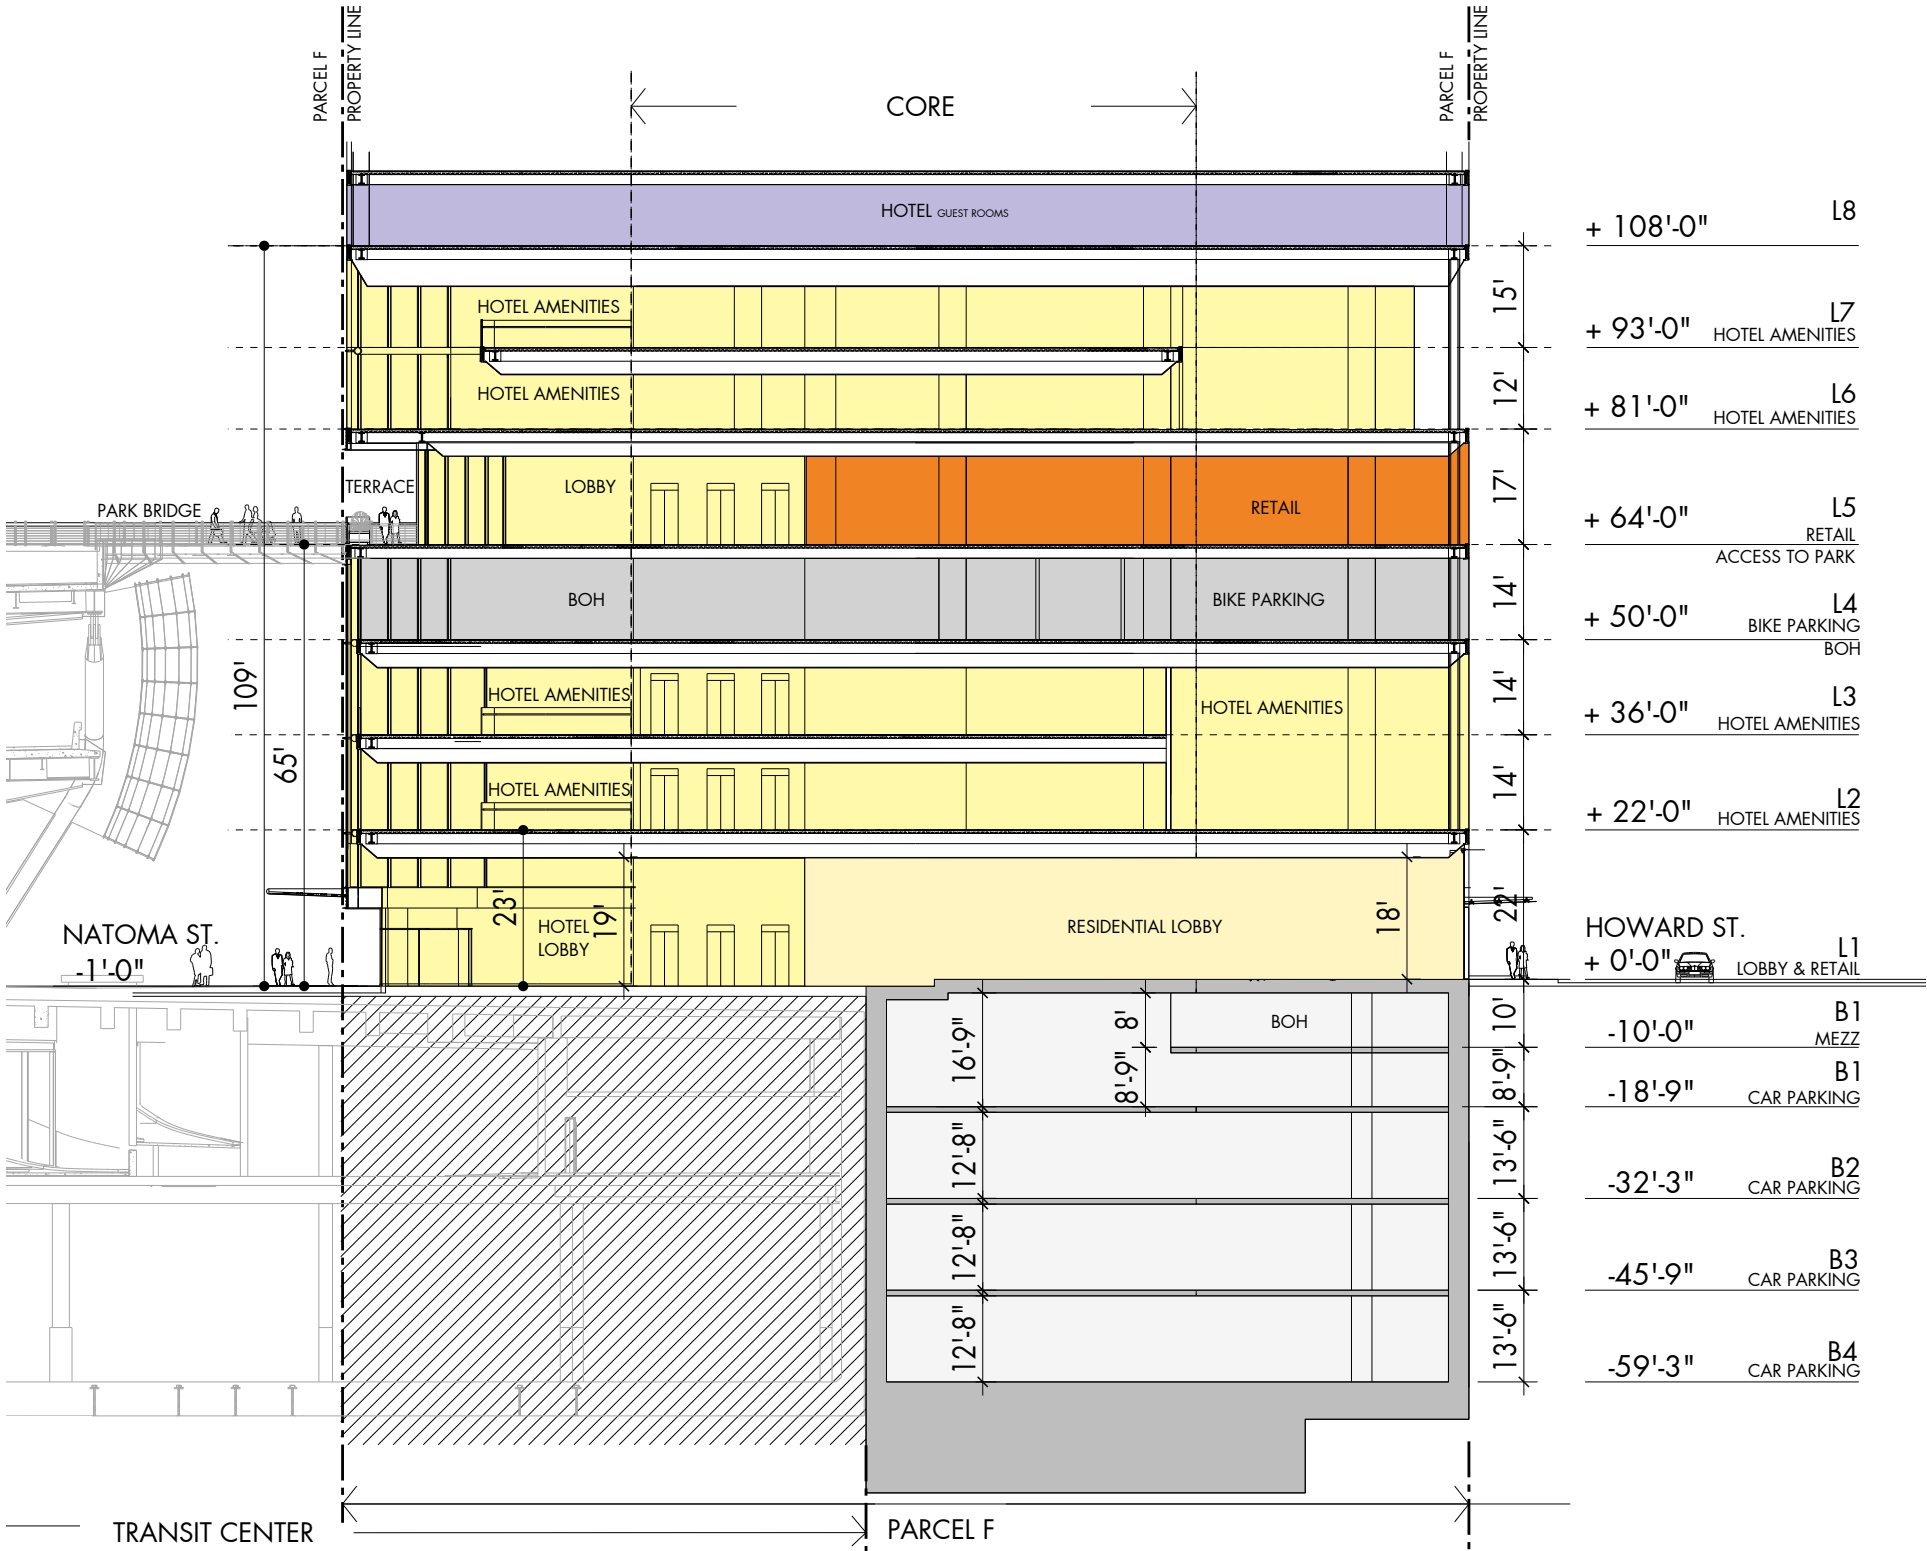 PARCEL F
PROPERTY LINE
PARCEL F
PROPERTY LINE
CORE
HOTEL GUEST ROOMS
+ 108'-0" L8
15'
HOTEL AMENITIES
+ 93'-0" L7
HOTEL AMENITIES
12'
HOTEL AMENITIES
+ 81'-0" L6
HOTEL AMENITIES
17'
TERRACE
LOBBY
RETAIL
PARK BRIDGE
+ 64'-0" L5
RETAIL
ACCESS TO PARK
14'
BOH
BIKE PARKING
+ 50'-0" L4
BIKE PARKING
BOH
109'
65'
14'
HOTEL AMENITIES
HOTEL AMENITIES
+ 36'-0" L3
HOTEL AMENITIES
14'
HOTEL AMENITIES
+ 22'-0" L2
HOTEL AMENITIES
23'
19'
18'
22'
NATOMA ST.
-1'-0"
HOTEL
LOBBY
RESIDENTIAL LOBBY
HOWARD ST.
+ 0'-0" L1
LOBBY & RETAIL
16'-9"
8'
8'-9"
BOH
10'
-10'-0" B1
MEZZ
8'-9"
-18'-9" B1
CAR PARKING
12'-8"
13'-6"
-32'-3" B2
CAR PARKING
12'-8"
13'-6"
-45'-9" B3
CAR PARKING
12'-8"
13'-6"
-59'-3" B4
CAR PARKING
TRANSIT CENTER
PARCEL F